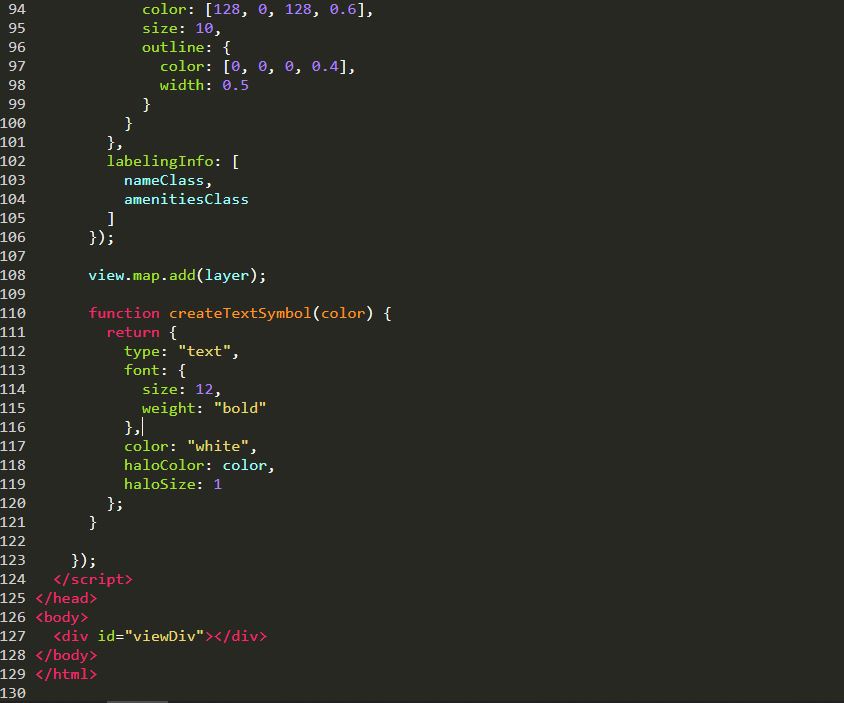 94             color: [128, 0, 128, 0.6],
95             size: 10,
96             outline: {
97               color: [0, 0, 0, 0.4],
98               width: 0.5
99             }
100           }
101         },
102         labelingInfo: [
103           nameClass,
104           amenitiesClass
105         ]
106       });
107
108       view.map.add(layer);
109
110       function createTextSymbol(color) {
111         return {
112           type: "text",
113           font: {
114             size: 12,
115             weight: "bold"
116           },
117           color: "white",
118           haloColor: color,
119           haloSize: 1
120         };
121       }
122
123     });
124   </script>
125 </head>
126 <body>
127   <div id="viewDiv"></div>
128 </body>
129 </html>
130